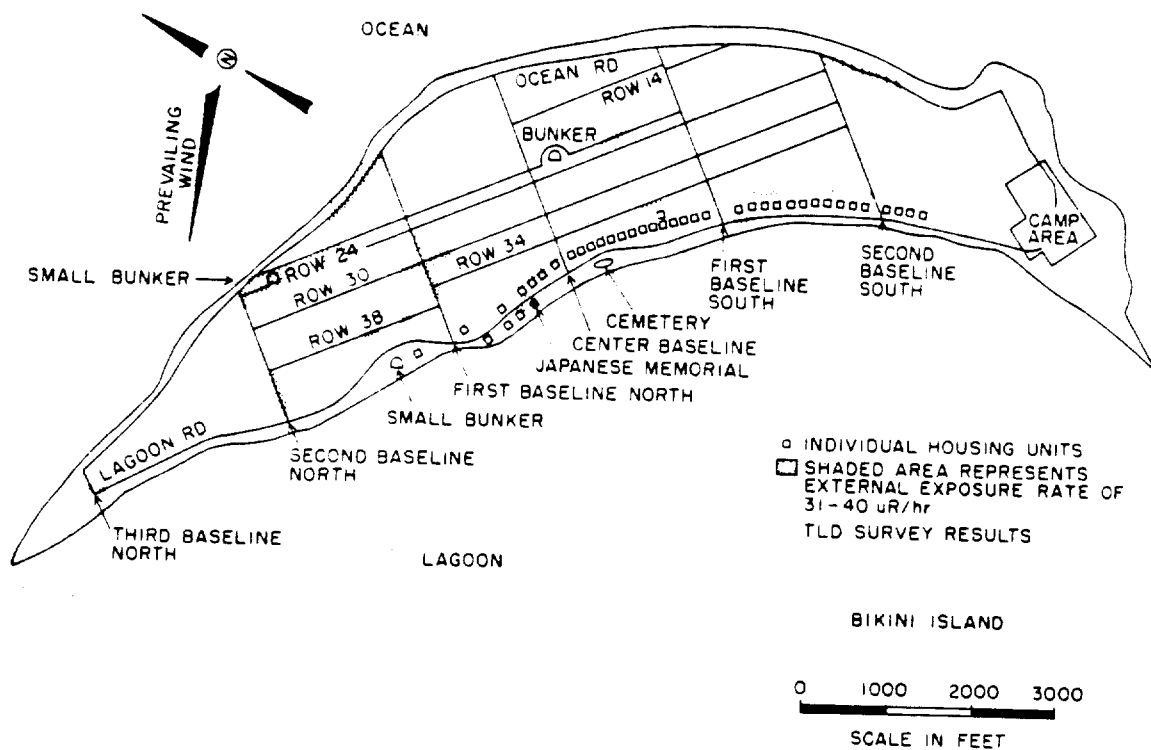 OCEAN
N
OCEAN RD
ROW 14
BUNKER
PREVAILING
WIND
SMALL BUNKER
ROW 24
ROW 30
ROW 34
ROW 38
CAMP
AREA
FIRST
BASELINE
SOUTH
SECOND
BASELINE
SOUTH
CEMETERY
CENTER BASELINE
JAPANESE MEMORIAL
FIRST BASELINE NORTH
SMALL BUNKER
LAGOON RD
SECOND BASELINE
NORTH
THIRD BASELINE
NORTH
LAGOON
INDIVIDUAL HOUSING UNITS
SHADED AREA REPRESENTS
EXTERNAL EXPOSURE RATE OF
31-40 uR/hr
TLD SURVEY RESULTS
BIKINI ISLAND
0 1000 2000 3000
SCALE IN FEET